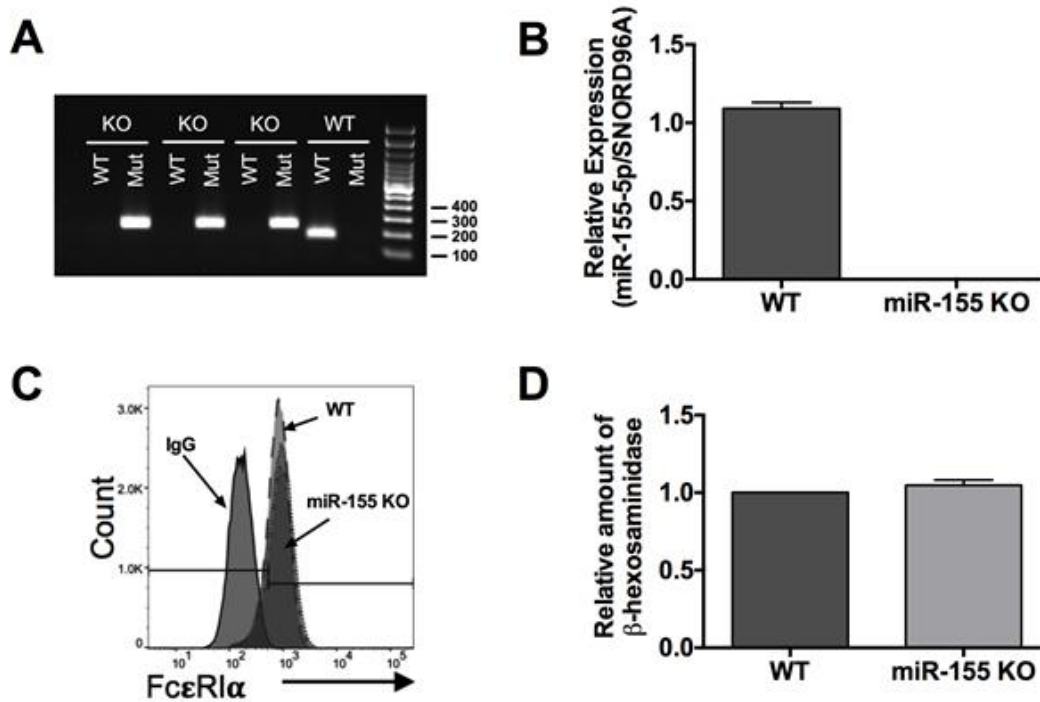 A
KO KO KO WT
WT Mut WT Mut WT Mut WT Mut
400
300
200
100
B
Relative Expression
(miR-155-5p/SNORD96A)
1.5
1.0
0.5
0.0
WT miR-155 KO
C
Count
3.0K
2.0K
1.0K
0
IgG
WT
miR-155 KO
10¹ 10² 10³ 10⁴ 10⁵
FcεRIα
D
Relative amount of
β-hexosaminidase
1.5
1.0
0.5
0.0
WT miR-155 KO